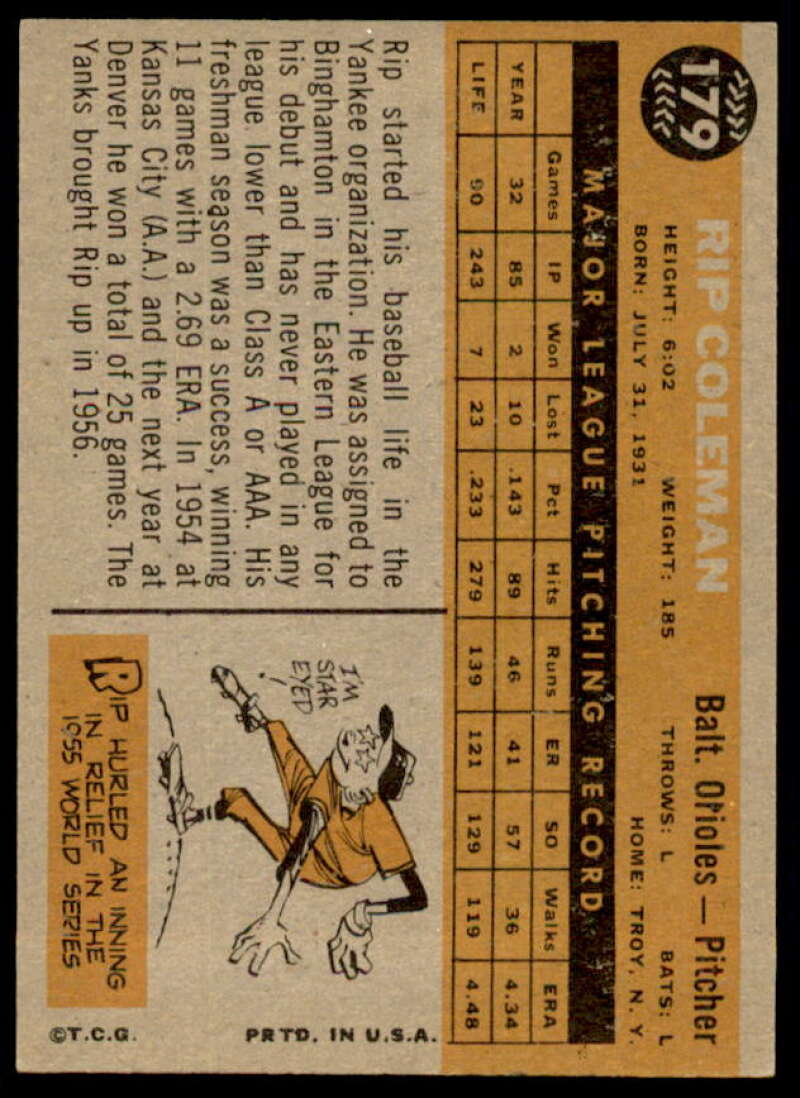 179
RIP COLEMAN Balt. Orioles — Pitcher
HEIGHT: 6:02 WEIGHT: 185 THROWS: L BATS: L
BORN: JULY 31, 1931 HOME: TROY, N. Y.
MAJOR LEAGUE PITCHING RECORD
Games IP Won Lost Pct Hits Runs ER SO Walks ERA
YEAR 32 85 2 10 .143 89 46 41 57 36 4.34
LIFE 90 243 7 23 .233 279 139 121 129 119 4.48
Rip started his baseball life in the
Yankee organization. He was assigned to
Binghamton in the Eastern League for
his debut and has never played in any
league lower than Class A or AAA. His
freshman season was a success, winning
11 games with a 2.69 ERA. In 1954 at
Kansas City (A.A.) and the next year at
Denver he won a total of 25 games. The
Yanks brought Rip up in 1956.
I'M
STAR
EYED!
RIP HURLED AN INNING
IN RELIEF IN THE
1955 WORLD SERIES
©T.C.G. PRTD. IN U.S.A.